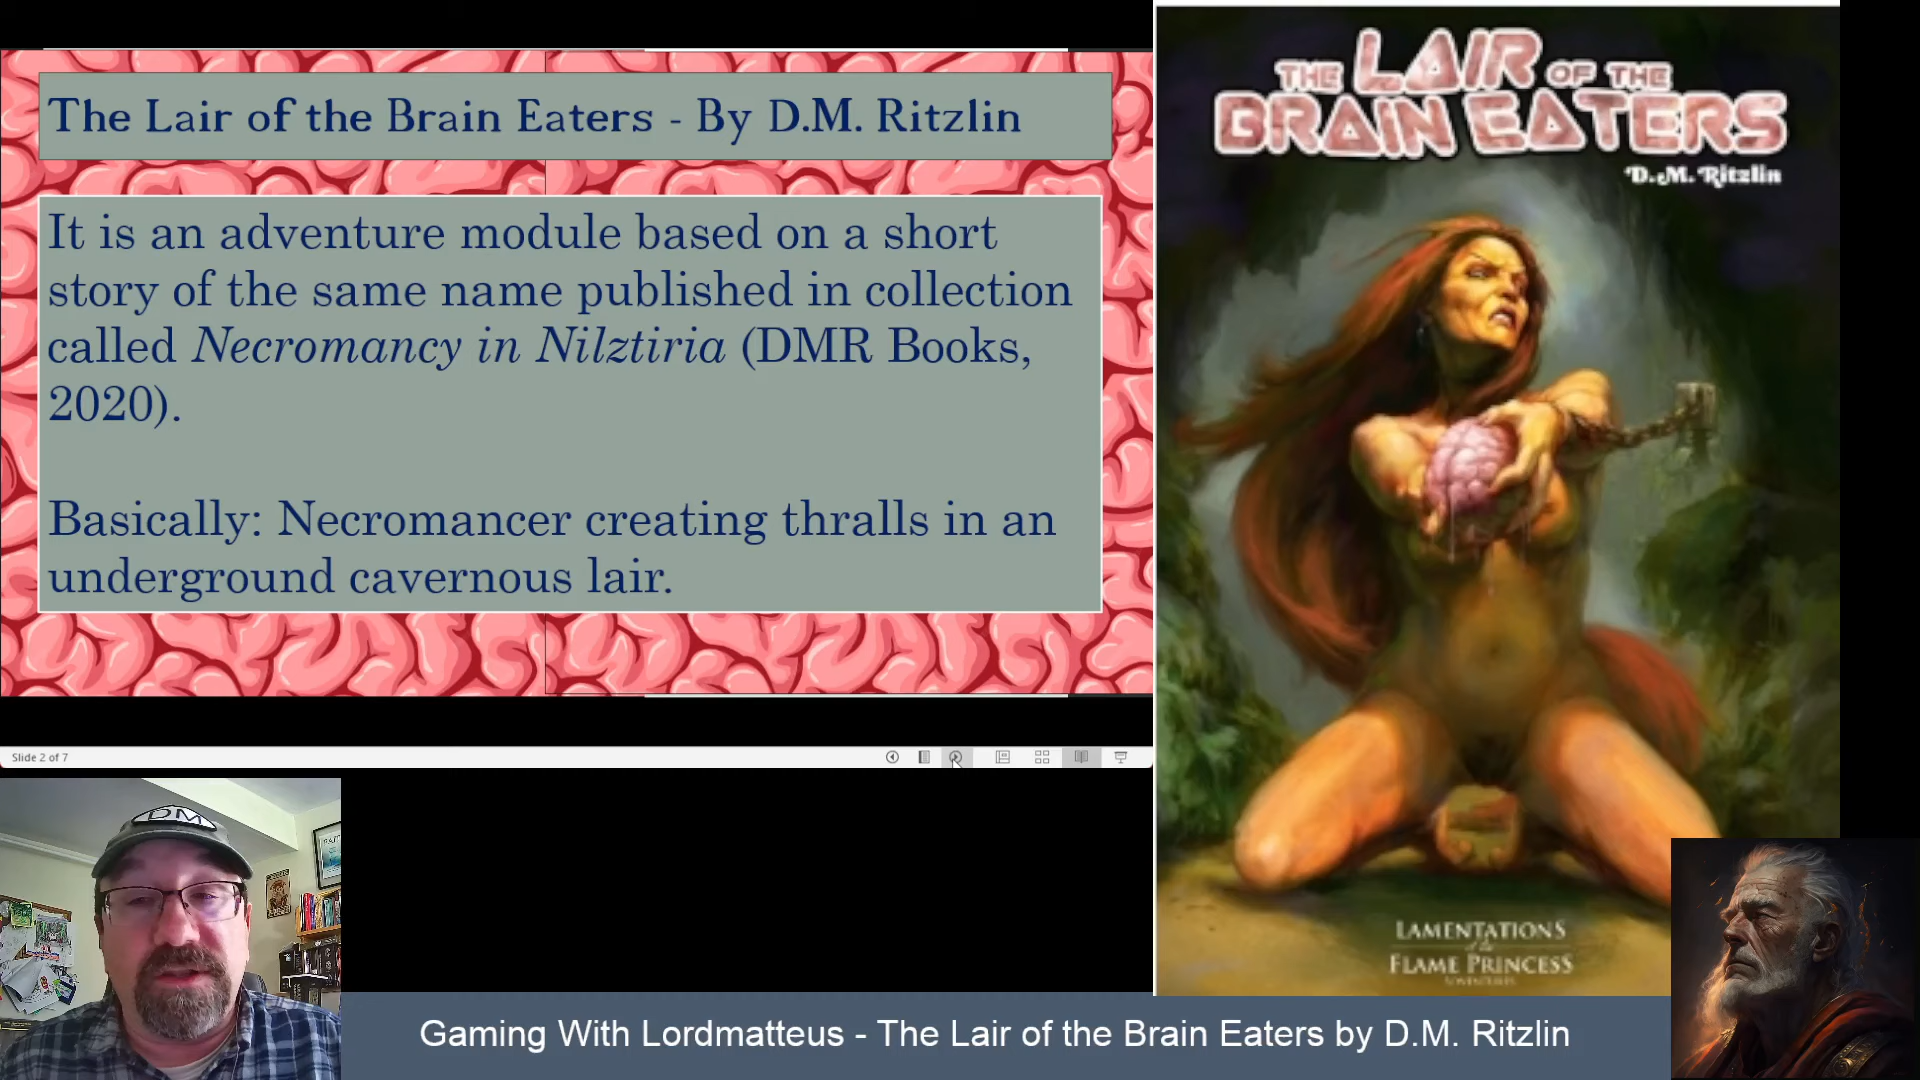 The Lair of the Brain Eaters - By D.M. Ritzlin
It is an adventure module based on a short
story of the same name published in collection
called Necromancy in Nilztiria (DMR Books,
2020).
Basically: Necromancer creating thralls in an
underground cavernous lair.
Slide 2 of 7
THE LAIR OF THE
BRAIN EATERS
D.M. Ritzlin
LAMENTATIONS
of the
FLAME PRINCESS
DM
Gaming With Lordmatteus - The Lair of the Brain Eaters by D.M. Ritzlin